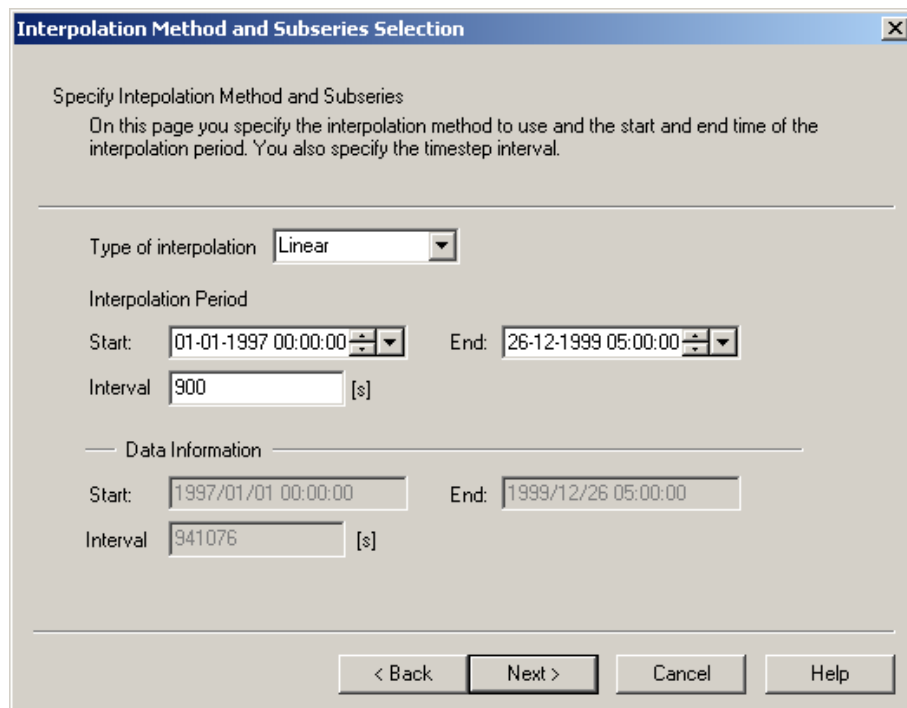 Interpolation Method and Subseries Selection
Specify Intepolation Method and Subseries
On this page you specify the interpolation method to use and the start and end time of the
interpolation period. You also specify the timestep interval.
Type of interpolation Linear
Interpolation Period
Start: 01-01-1997 00:00:00 End: 26-12-1999 05:00:00
Interval 900 [s]
Data Information
Start: 1997/01/01 00:00:00 End: 1999/12/26 05:00:00
Interval 941076 [s]
< Back Next > Cancel Help